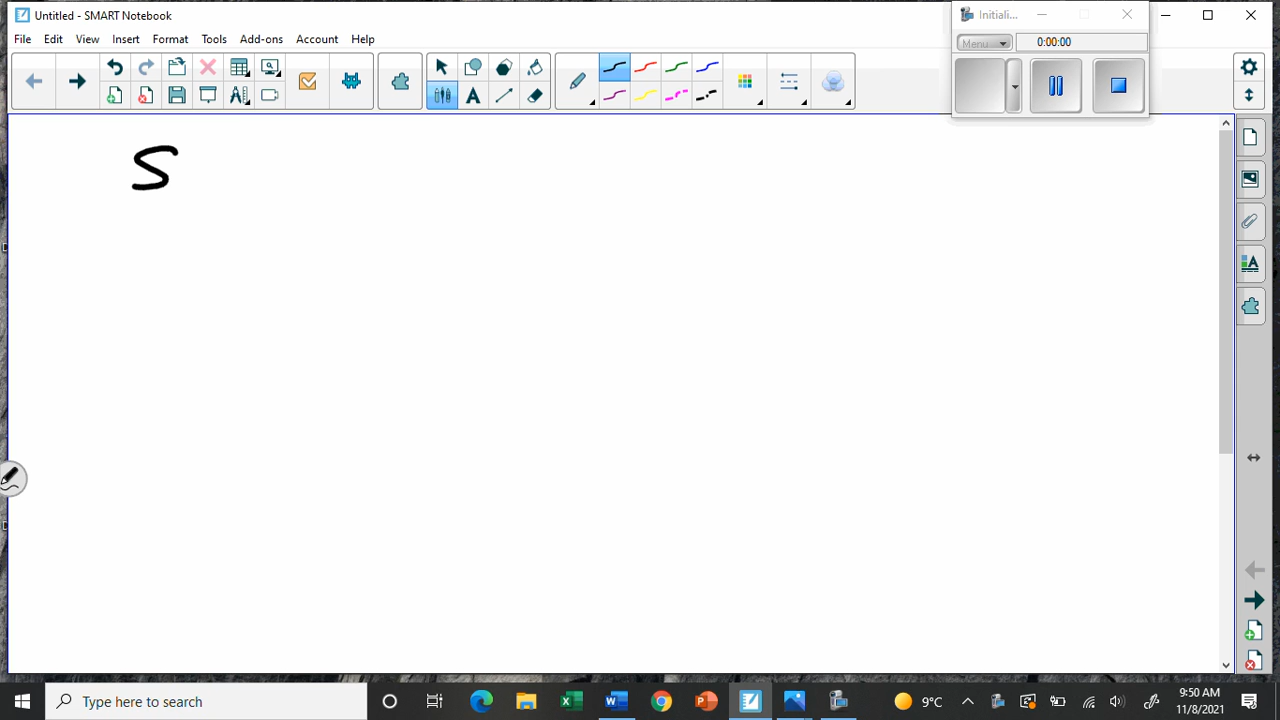 Untitled - SMART Notebook
Initiali...
File Edit View Insert Format Tools Add-ons Account Help
Menu 0:00:00
S
Type here to search
9°C
9:50 AM
11/8/2021